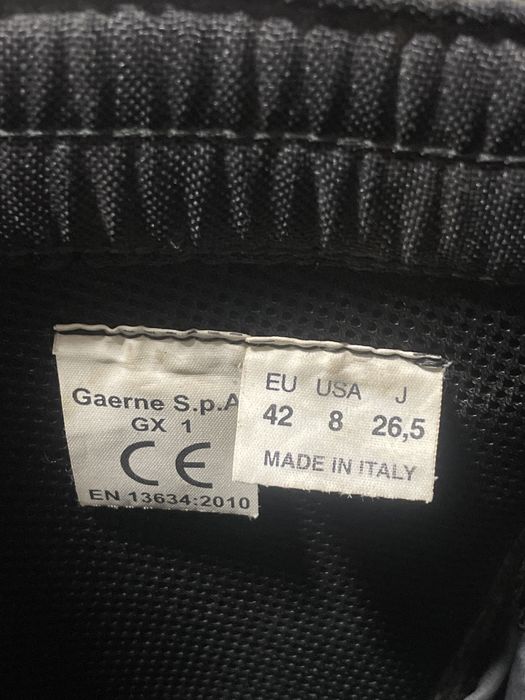 Gaerne S.p.A
GX 1
CE
EN 13634:2010
EU USA J
42 8 26,5
MADE IN ITALY